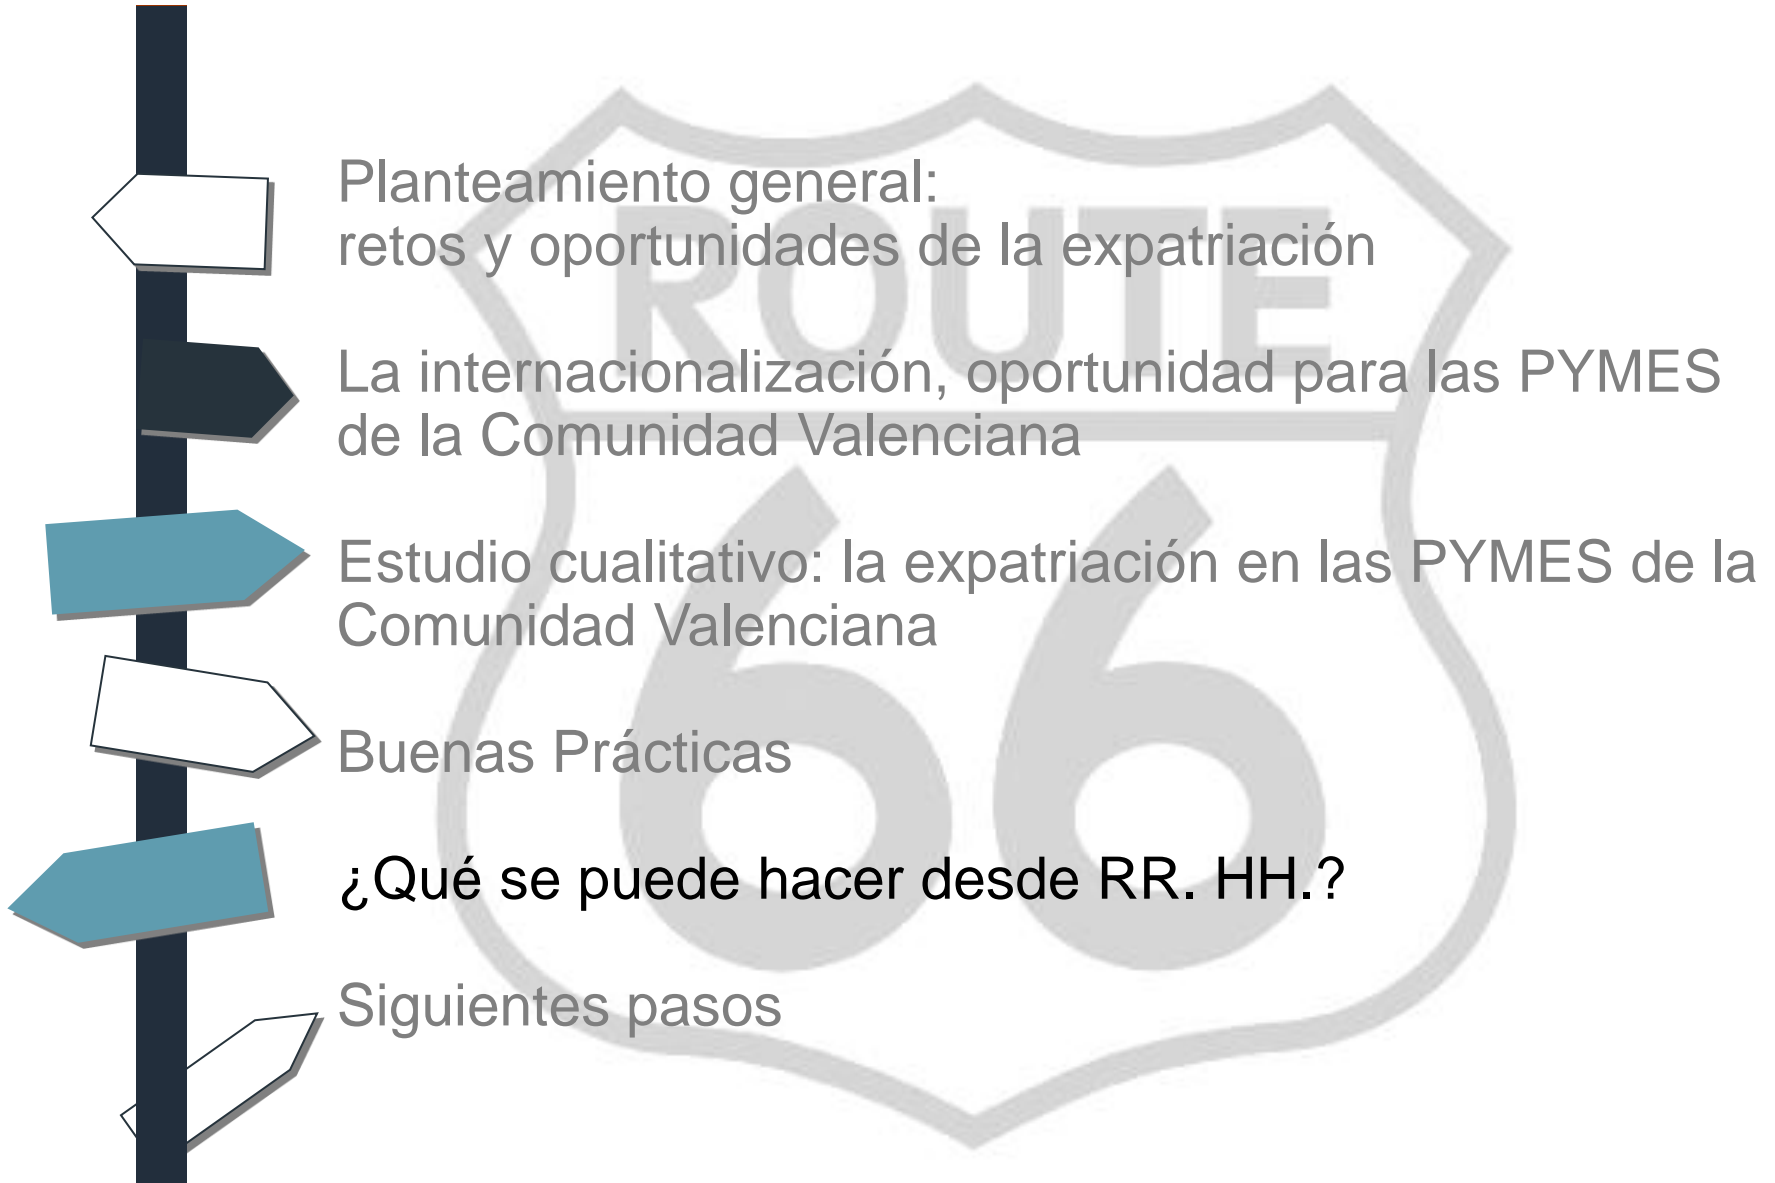 ROUTE
66
Planteamiento general:
retos y oportunidades de la expatriación
La internacionalización, oportunidad para las PYMES
de la Comunidad Valenciana
Estudio cualitativo: la expatriación en las PYMES de la
Comunidad Valenciana
Buenas Prácticas
¿Qué se puede hacer desde RR. HH.?
Siguientes pasos